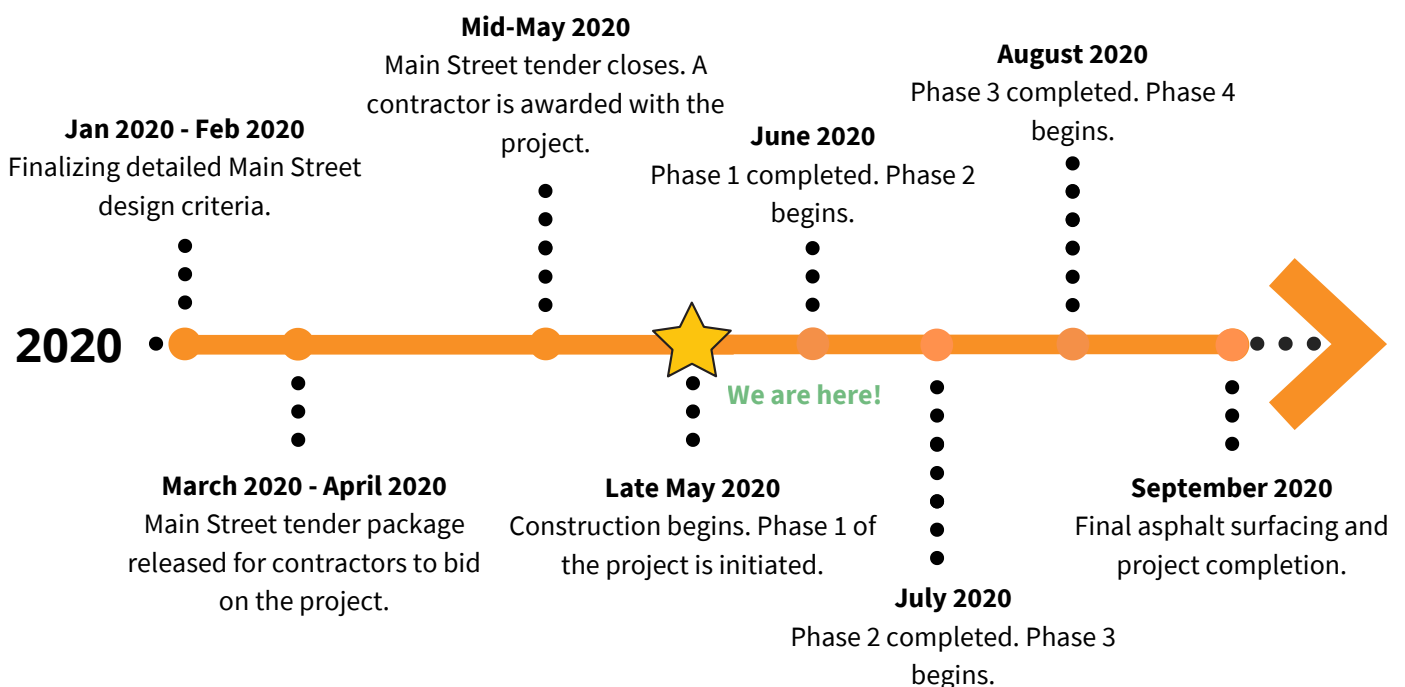 2020
Jan 2020 - Feb 2020
Finalizing detailed Main Street
design criteria.
March 2020 - April 2020
Main Street tender package
released for contractors to bid
on the project.
Mid-May 2020
Main Street tender closes. A
contractor is awarded with the
project.
We are here!
Late May 2020
Construction begins. Phase 1 of
the project is initiated.
June 2020
Phase 1 completed. Phase 2
begins.
July 2020
Phase 2 completed. Phase 3
begins.
August 2020
Phase 3 completed. Phase 4
begins.
September 2020
Final asphalt surfacing and
project completion.